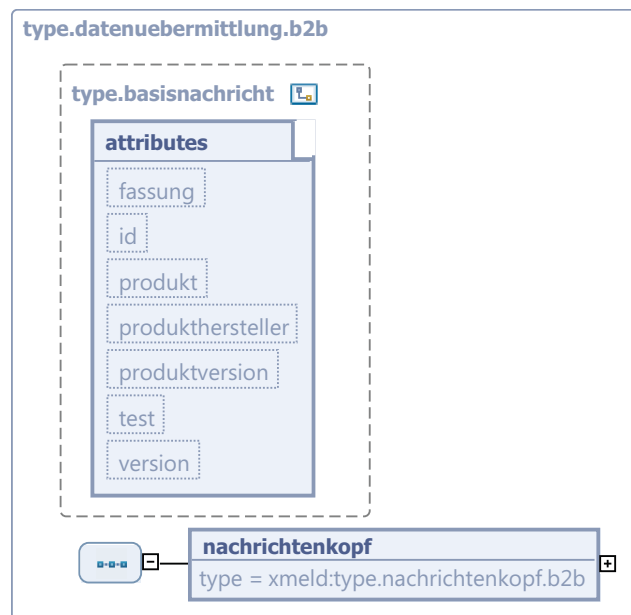 type.datenuebermittlung.b2b
type.basisnachricht
attributes
fassung
id
produkt
produkthersteller
produktversion
test
version
nachrichtenkopf
type = xmeld:type.nachrichtenkopf.b2b